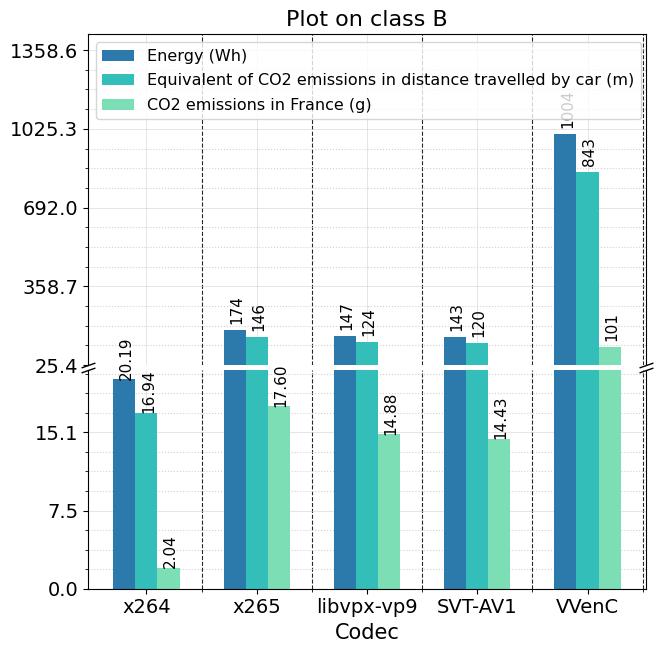 Plot on class B
Energy (Wh)
Equivalent of CO2 emissions in distance travelled by car (m)
CO2 emissions in France (g)
1358.6
1025.3
692.0
358.7
25.4
15.1
7.5
0.0
20.19
16.94
2.04
174
146
17.60
147
124
14.88
143
120
14.43
1004
843
101
x264
x265
libvpx-vp9
SVT-AV1
VVenC
Codec